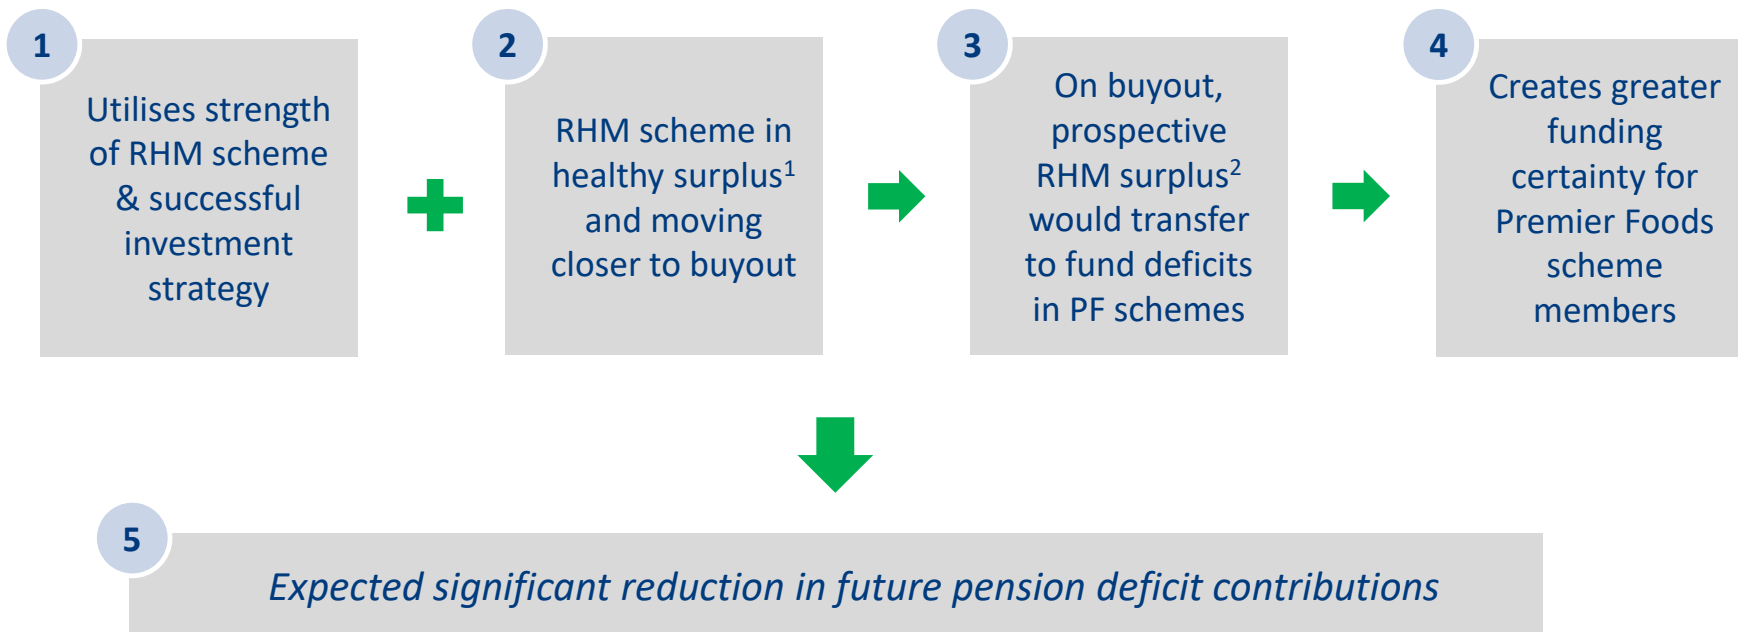 1
Utilises strength
of RHM scheme
& successful
investment
strategy
2
RHM scheme in
healthy surplus¹
and moving
closer to buyout
3
On buyout,
prospective
RHM surplus²
would transfer
to fund deficits
in PF schemes
4
Creates greater
funding
certainty for
Premier Foods
scheme
members
5
Expected significant reduction in future pension deficit contributions